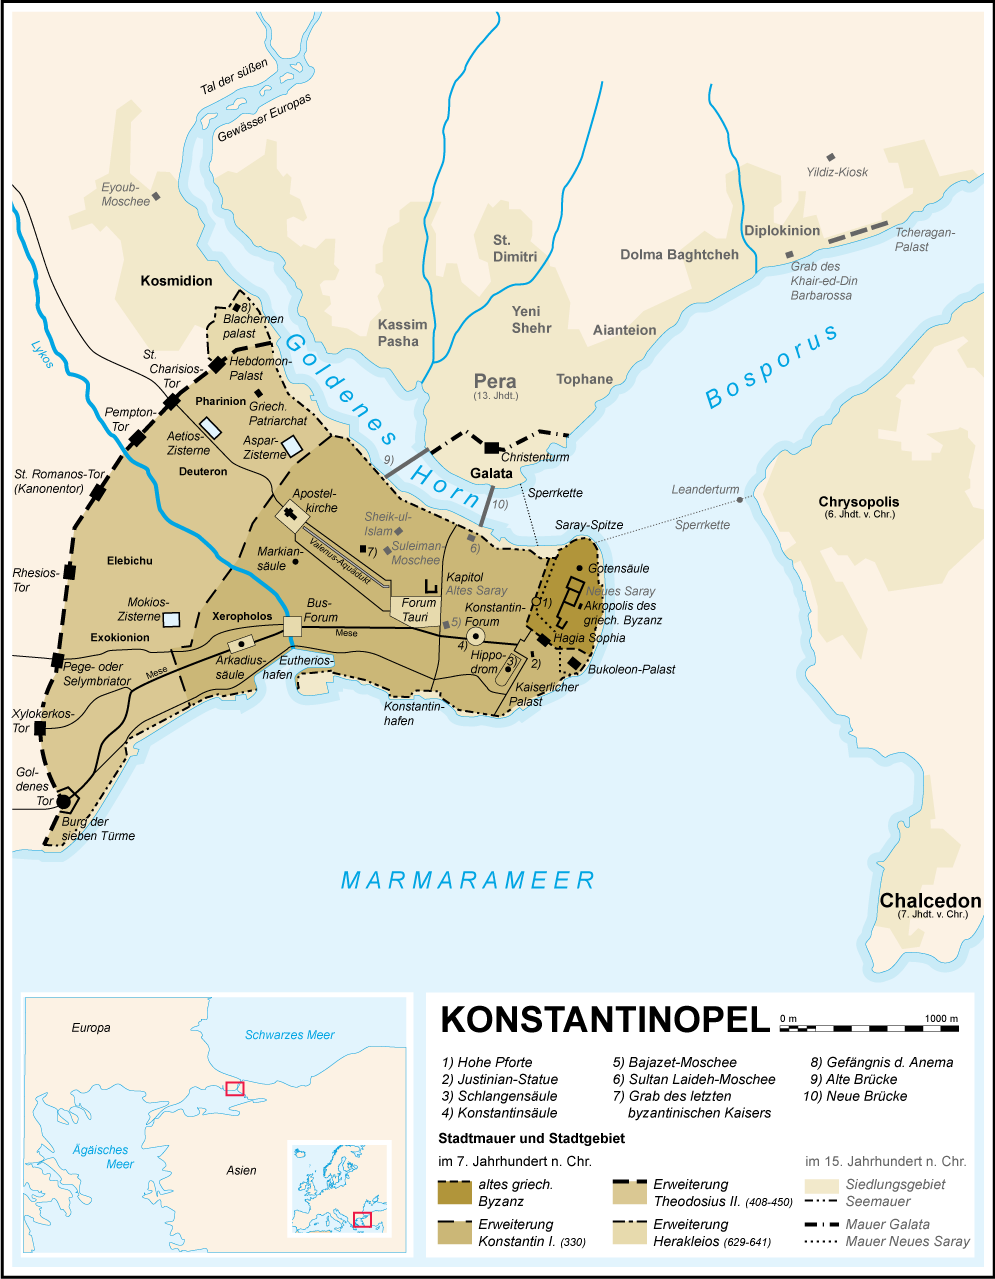 Tal der süßen
Gewässer Europas
Eyoub-
Moschee
Yildiz-Kiosk
Diplokinion
Tcheragan-
Palast
St.
Dimitri
Dolma Baghtcheh
Grab des
Khair-ed-Din
Barbarossa
Kosmidion
8)
Blachernen
palast
Yeni
Shehr
Kassim
Pasha
Aianteion
Bosporus
Lykos
Goldenes
Horn
St.
Charisios-
Tor
Hebdomon-
Palast
Pera
(13. Jhdt.)
Tophane
Pharinion
Griech.
Patriarchat
Pempton-
Tor
Aetios-
Zisterne
Aspar-
Zisterne
9)
Christenturm
Galata
Deuteron
St. Romanos-Tor
(Kanonentor)
Sperrkette
Leanderturm
Chrysopolis
(6. Jhdt. v. Chr.)
10)
Apostel-
kirche
Sheik-ul-
Islam
Saray-Spitze
Sperrkette
Valenus-Aquädukt
7)
Suleiman-
Moschee
6)
Markian-
säule
Elebichu
Rhesios-
Tor
Gotensäule
Kapitol
Altes Saray
Neues Saray
Mokios-
Zisterne
Xeropholos
Bus-
Forum
Forum
Tauri
Konstantin-
Forum
1)
Akropolis des
griech. Byzanz
5)
Exokionion
Mese
4)
Hagia Sophia
Pege- oder
Selymbriator
Mese
Arkadius-
säule
Eutherios-
hafen
Hippo-
drom
3)
2)
Bukoleon-Palast
Kaiserlicher
Palast
Konstantin-
hafen
Xylokerkos-
Tor
Gol-
denes
Tor
Burg der
sieben Türme
MARMARAMEER
Chalcedon
(7. Jhdt. v. Chr.)
Europa
Schwarzes Meer
Ägäisches
Meer
Asien
KONSTANTINOPEL
0 m
1000 m
1) Hohe Pforte
2) Justinian-Statue
3) Schlangensäule
4) Konstantinsäule
5) Bajazet-Moschee
6) Sultan Laideh-Moschee
7) Grab des letzten
byzantinischen Kaisers
8) Gefängnis d. Anema
9) Alte Brücke
10) Neue Brücke
Stadtmauer und Stadtgebiet
im 7. Jahrhundert n. Chr.
altes griech.
Byzanz
Erweiterung
Konstantin I. (330)
Erweiterung
Theodosius II. (408-450)
Erweiterung
Herakleios (629-641)
im 15. Jahrhundert n. Chr.
Siedlungsgebiet
Seemauer
Mauer Galata
Mauer Neues Saray